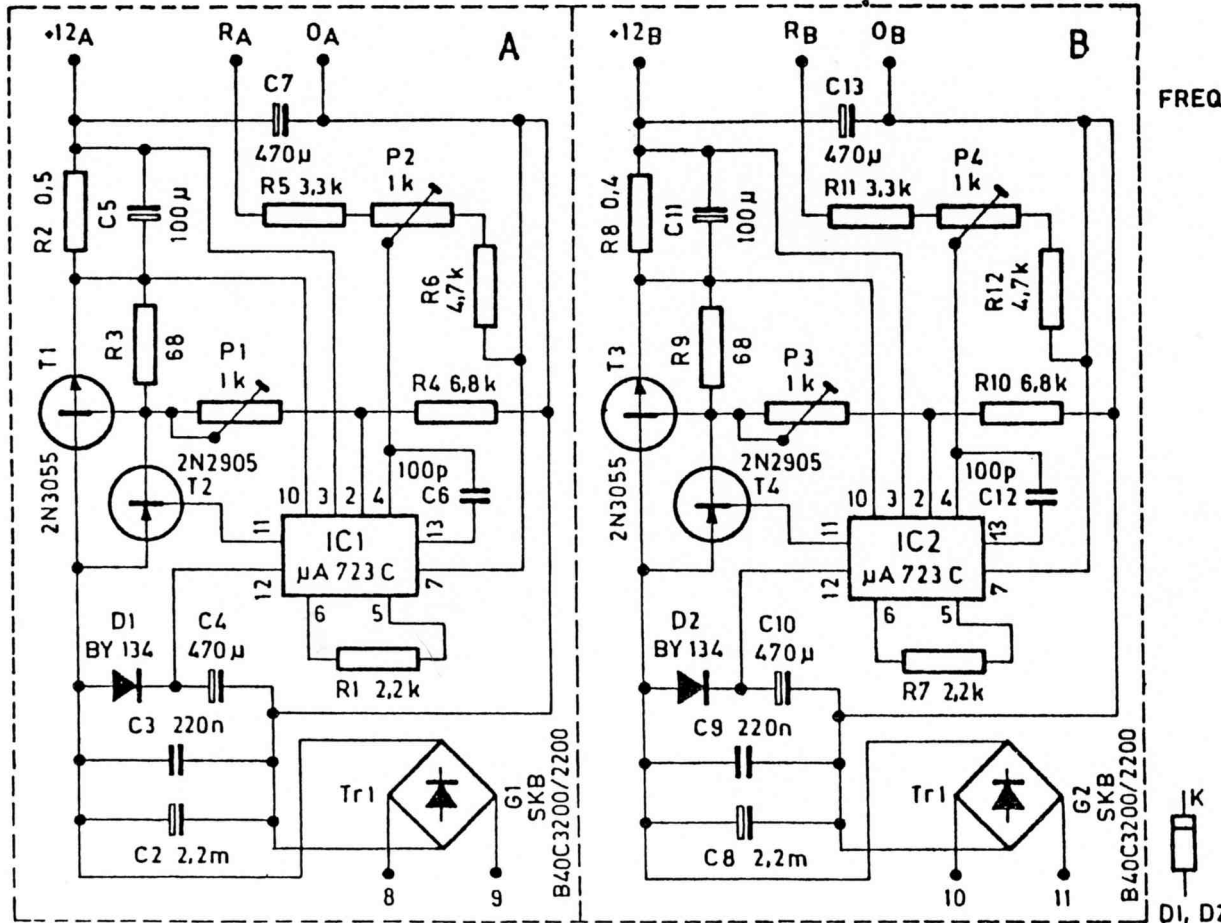 +12A
RA
0A
A
C7
470μ
P2
1k
R5 3,3k
R2 0,5
C5
100μ
R6
4,7k
R3
68
T1
P1
1k
R4 6,8k
2N3055
2N2905
T2
100p
C6
10
3
2
4
11
13
IC1
μA 723 C
12
7
6
5
D1
BY 134
C4
470μ
R1 2,2k
C3 220n
Tr1
G1
SKB
B40C3200/2200
C2 2,2m
8
9
+12B
RB
0B
B
C13
470μ
P4
1k
R11 3,3k
R8 0,4
C11
100μ
R12
4,7k
R9
68
T3
P3
1k
R10 6,8k
2N3055
2N2905
T4
100p
C12
10
3
2
4
11
13
IC2
μA 723 C
12
7
6
5
D2
BY 134
C10
470μ
R7 2,2k
C9 220n
Tr1
G2
SKB
B40C3200/2200
C8 2,2m
10
11
FREQ
K
D1, D2